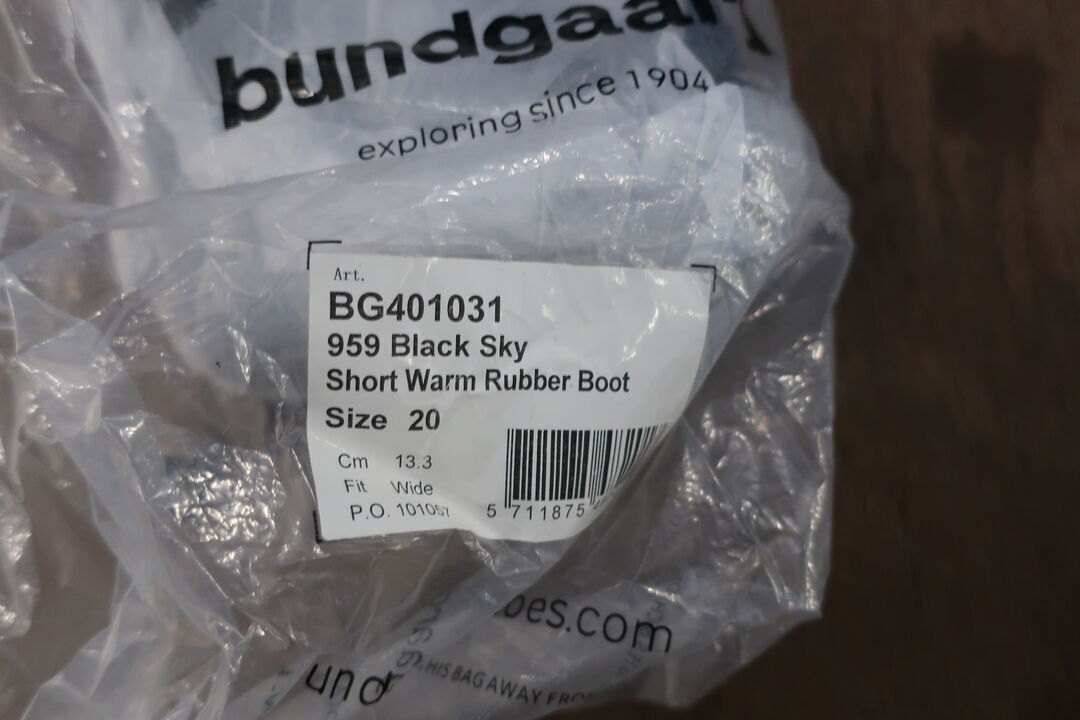 bundgaar
exploring since 1904
Art.
BG401031
959 Black Sky
Short Warm Rubber Boot
Size 20
Cm 13.3
Fit Wide
P.O. 101057
5 711875
oes.com
und
HIS BAG AWAY FRO